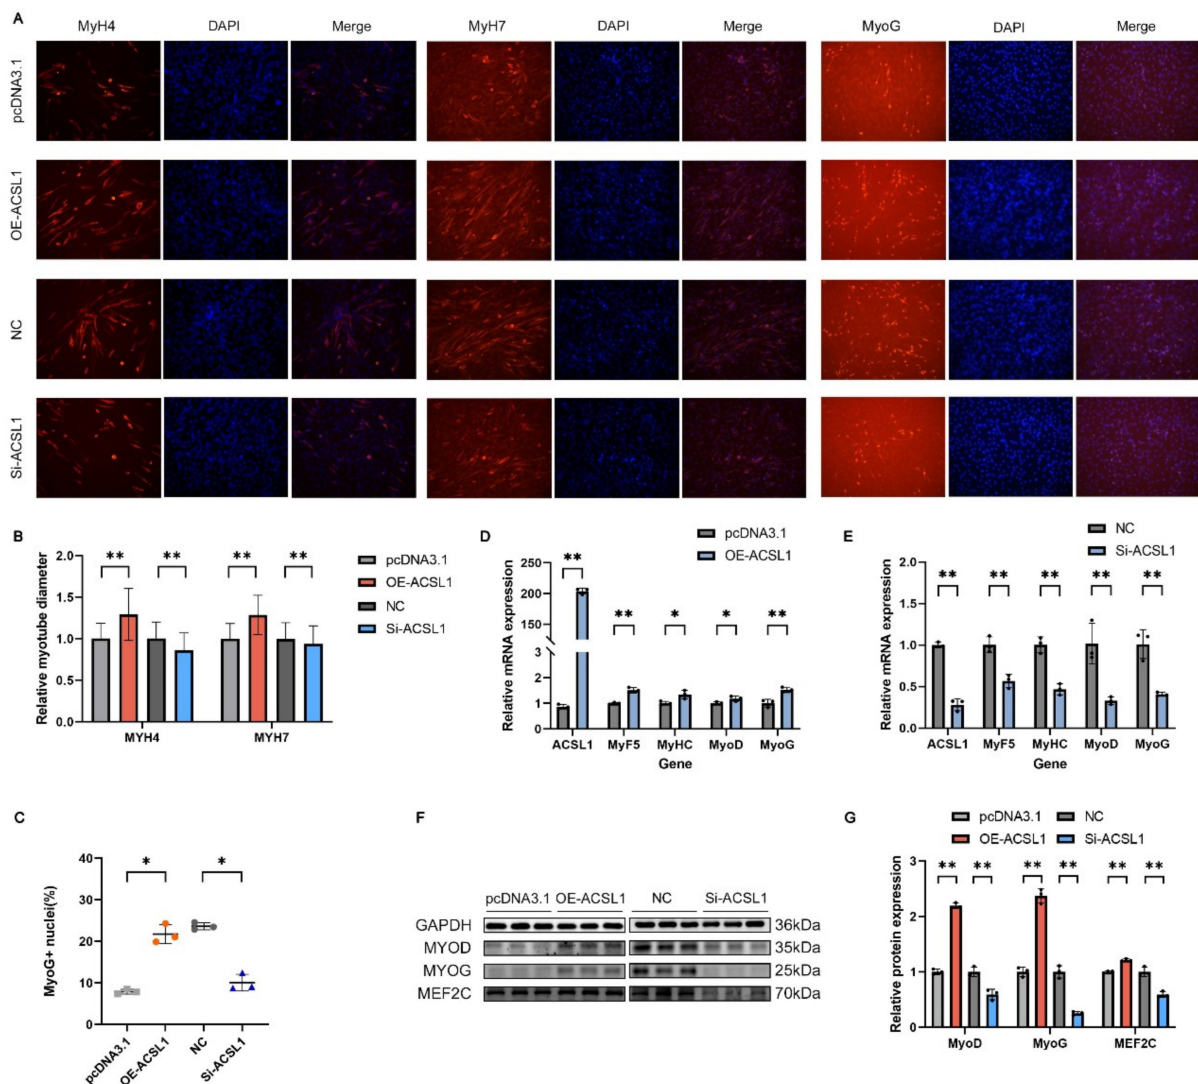 A
MyH4 DAPI Merge MyH7 DAPI Merge MyoG DAPI Merge
pcDNA3.1
OE-ACSL1
NC
Si-ACSL1
B
Relative myotube diameter
2.0
1.5
1.0
0.5
0.0
** ** ** **
MYH4 MYH7
pcDNA3.1
OE-ACSL1
NC
Si-ACSL1
D
pcDNA3.1
OE-ACSL1
Relative mRNA expression
250
200
150
100
50
3
2
1
0
** ** * * **
ACSL1 MyF5 MyHC MyoD MyoG
Gene
E
NC
Si-ACSL1
Relative mRNA expression
2.0
1.5
1.0
0.5
0.0
** ** ** ** **
ACSL1 MyF5 MyHC MyoD MyoG
Gene
C
MyoG+ nuclei(%)
40
30
20
10
0
* *
pcDNA3.1 OE-ACSL1 NC Si-ACSL1
F
pcDNA3.1 OE-ACSL1 NC Si-ACSL1
GAPDH 36kDa
MYOD 35kDa
MYOG 25kDa
MEF2C 70kDa
G
pcDNA3.1 NC
OE-ACSL1 Si-ACSL1
Relative protein expression
3
2
1
0
** ** ** ** ** **
MyoD MyoG MEF2C